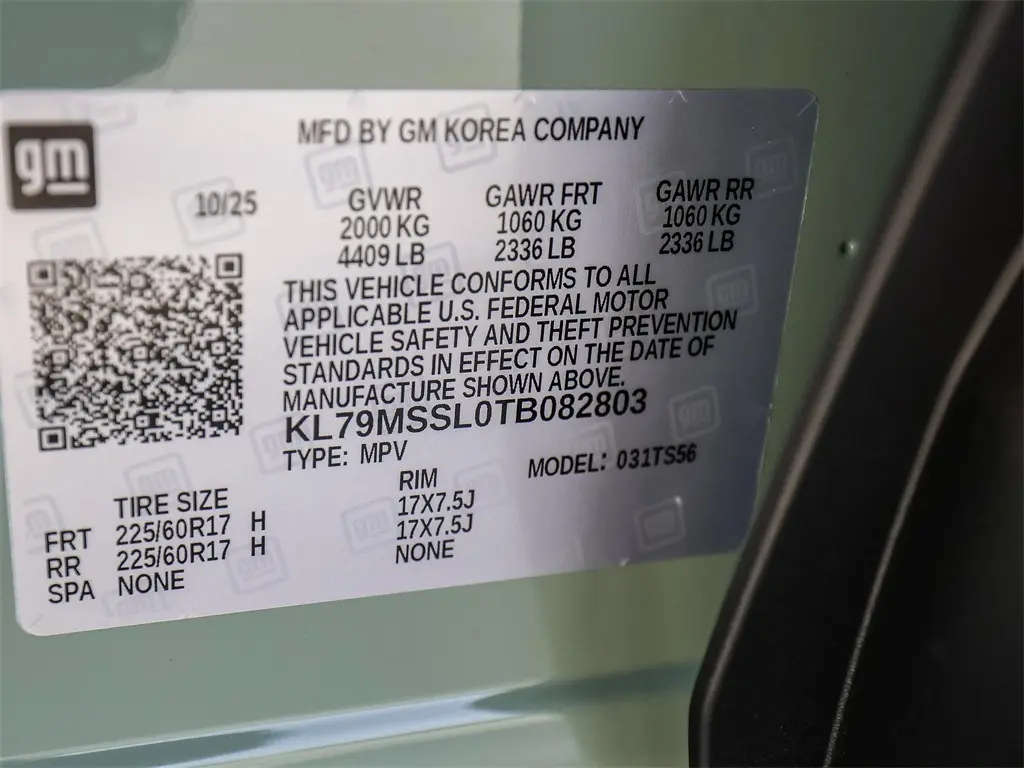 gm
MFD BY GM KOREA COMPANY
10/25
GVWR GAWR FRT GAWR RR
2000 KG 1060 KG 1060 KG
4409 LB 2336 LB 2336 LB
THIS VEHICLE CONFORMS TO ALL
APPLICABLE U.S. FEDERAL MOTOR
VEHICLE SAFETY AND THEFT PREVENTION
STANDARDS IN EFFECT ON THE DATE OF
MANUFACTURE SHOWN ABOVE.
KL79MSSL0TB082803
TYPE: MPV MODEL: 031TS56
TIRE SIZE RIM
FRT 225/60R17 H 17X7.5J
RR 225/60R17 H 17X7.5J
SPA NONE NONE